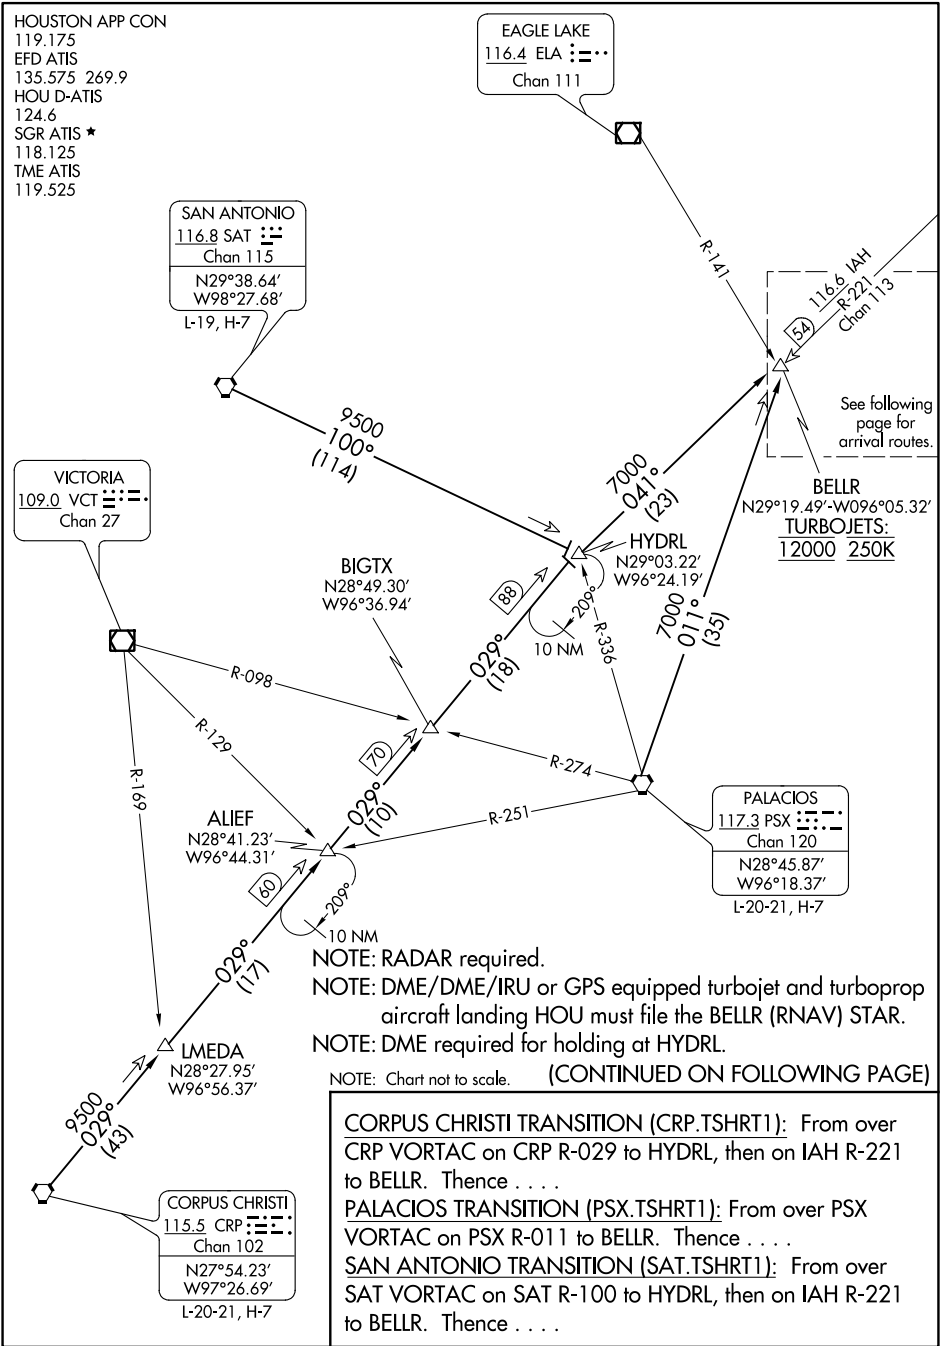 HOUSTON APP CON
119.175
EFD ATIS
135.575 269.9
HOU D-ATIS
124.6
SGR ATIS ★
118.125
TME ATIS
119.525
EAGLE LAKE
116.4 ELA
Chan 111
SAN ANTONIO
116.8 SAT
Chan 115
N29°38.64′
W98°27.68′
L-19, H-7
R-141
116.6 IAH
R-221
Chan 113
54
See following
page for
arrival routes.
9500
100°
(114)
VICTORIA
109.0 VCT
Chan 27
7000
041°
(23)
BELLR
N29°19.49′-W096°05.32′
TURBOJETS:
12000 250K
HYDRL
N29°03.22′
W96°24.19′
BIGTX
N28°49.30′
W96°36.94′
88
209°
10 NM
R-336
7000
011°
(35)
029°
(18)
R-098
R-129
R-169
70
R-274
029°
(10)
R-251
PALACIOS
117.3 PSX
Chan 120
N28°45.87′
W96°18.37′
L-20-21, H-7
ALIEF
N28°41.23′
W96°44.31′
60
209°
10 NM
029°
(17)
NOTE: RADAR required.
NOTE: DME/DME/IRU or GPS equipped turbojet and turboprop
aircraft landing HOU must file the BELLR (RNAV) STAR.
NOTE: DME required for holding at HYDRL.
LMEDA
N28°27.95′
W96°56.37′
NOTE: Chart not to scale.
(CONTINUED ON FOLLOWING PAGE)
9500
029°
(43)
CORPUS CHRISTI
115.5 CRP
Chan 102
N27°54.23′
W97°26.69′
L-20-21, H-7
CORPUS CHRISTI TRANSITION (CRP.TSHRT1): From over
CRP VORTAC on CRP R-029 to HYDRL, then on IAH R-221
to BELLR. Thence . . . .
PALACIOS TRANSITION (PSX.TSHRT1): From over PSX
VORTAC on PSX R-011 to BELLR. Thence . . . .
SAN ANTONIO TRANSITION (SAT.TSHRT1): From over
SAT VORTAC on SAT R-100 to HYDRL, then on IAH R-221
to BELLR. Thence . . . .